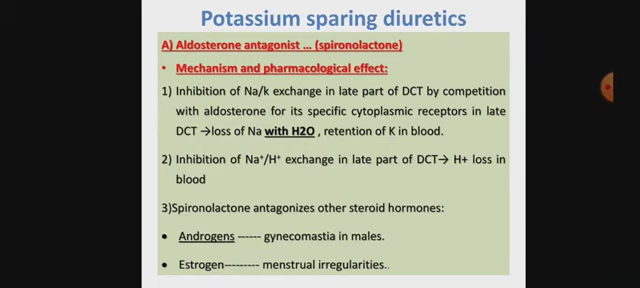 Potassium sparing diuretics
A) Aldosterone antagonist ... (spironolactone)
• Mechanism and pharmacological effect:
1) Inhibition of Na/k exchange in late part of DCT by competition
with aldosterone for its specific cytoplasmic receptors in late
DCT →loss of Na with H2O , retention of K in blood.
2) Inhibition of Na⁺/H⁺ exchange in late part of DCT→ H+ loss in
blood
3)Spironolactone antagonizes other steroid hormones:
• Androgens ------ gynecomastia in males.
• Estrogen--------- menstrual irregularities..